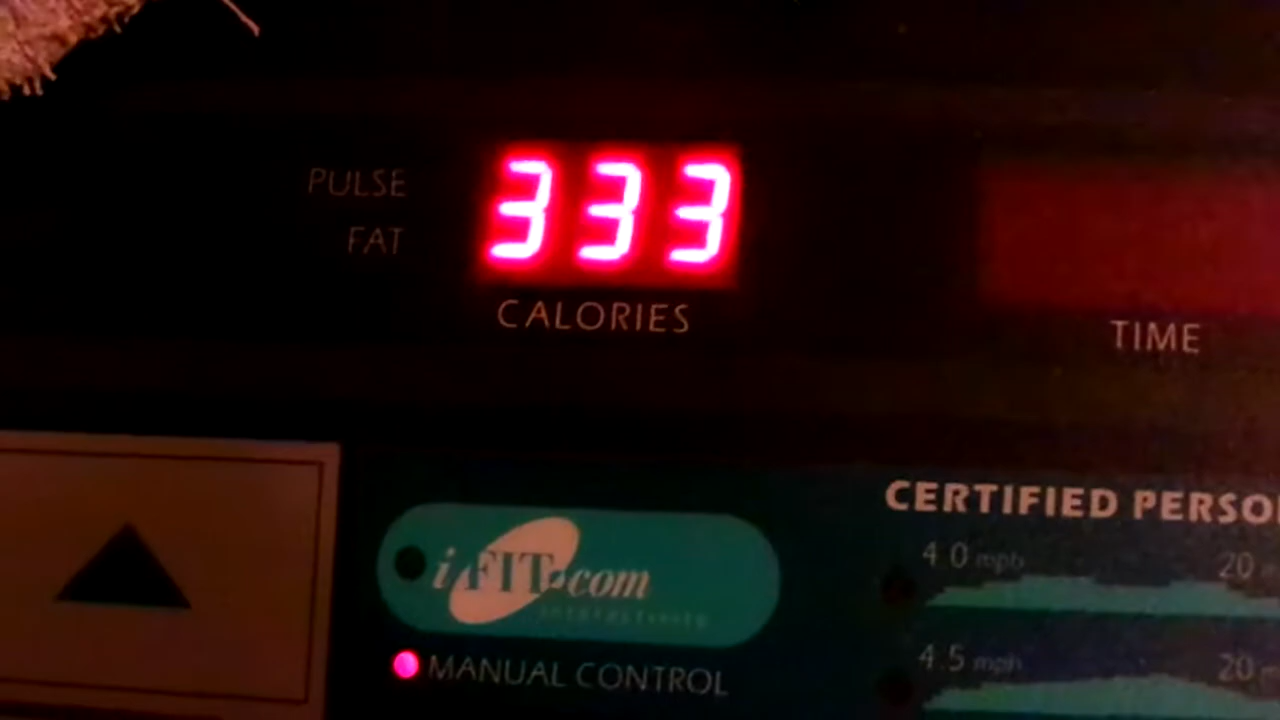 PULSE
FAT
333
CALORIES
TIME
iFIT.com
interactivity
MANUAL CONTROL
CERTIFIED PERSO
4.0 mph
20
4.5 mph
20